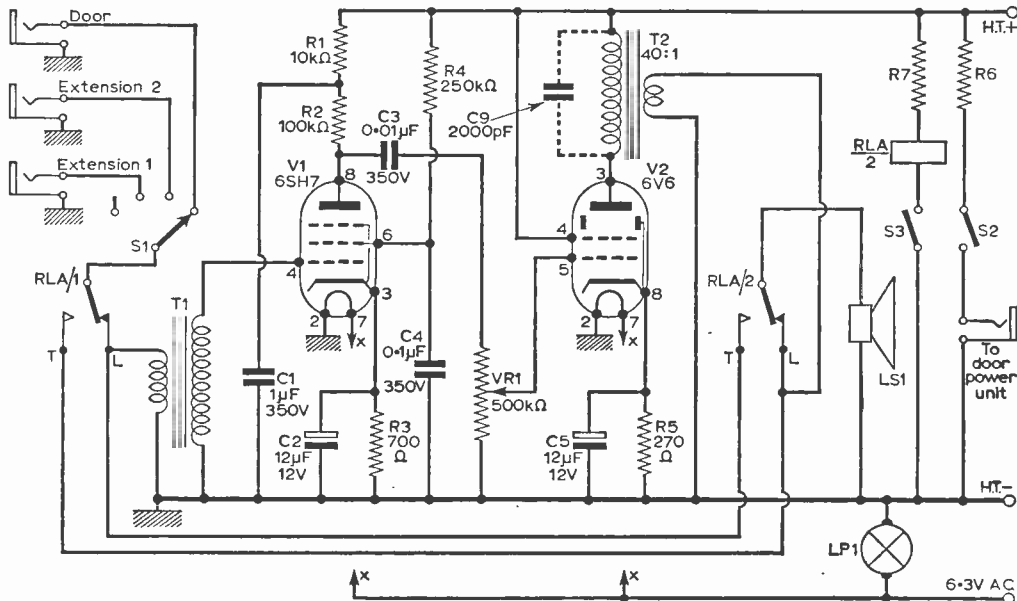 Door
Extension 2
Extension 1
S1
RLA/1
T
L
T1
R1
10kΩ
R2
100kΩ
R4
250kΩ
C3
0·01µF
350V
V1
6SH7
8
6
4
3
2
7
x
C1
1µF
350V
C2
12µF
12V
R3
700
Ω
C4
0·1µF
350V
VR1
500kΩ
C9
2000pF
T2
40:1
V2
6V6
3
4
5
8
2
7
x
C5
12µF
12V
R5
270
Ω
RLA/2
T
L
LS1
H.T.+
R7
R6
RLA
2
S3
S2
To
door
power
unit
H.T.-
LP1
x
x
6·3V A.C.